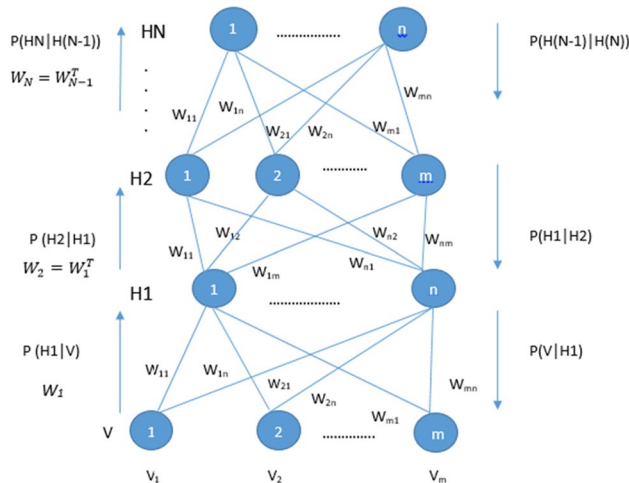 P(HN|H(N-1)) HN 1 .................. n P(H(N-1)|H(N))
W_N = W_{N-1}^T
W₁₁ W₁ₙ W₂₁ W₂ₙ Wₘ₁ Wₘₙ
H2 1 2 ............ m
P (H2|H1) W₁₁ W₁₂ Wₙ₂ Wₙₘ P(H1|H2)
W₂ = W₁ᵀ W₁ₘ Wₙ₁
H1 1 .................. n
P (H1|V) W₁₁ W₁ₙ W₂₁ W₂ₙ Wₘ₁ Wₘₙ P(V|H1)
W₁
V 1 2 .............. m
V₁ V₂ Vₘ